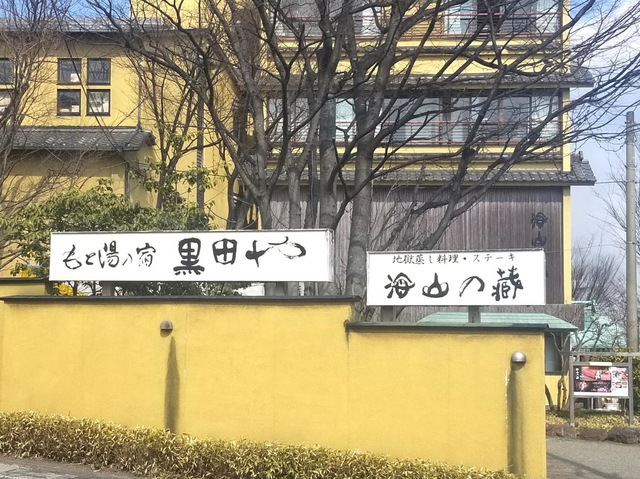 もと湯の宿 黒田や
地獄蒸し料理・ステーキ
海山の蔵